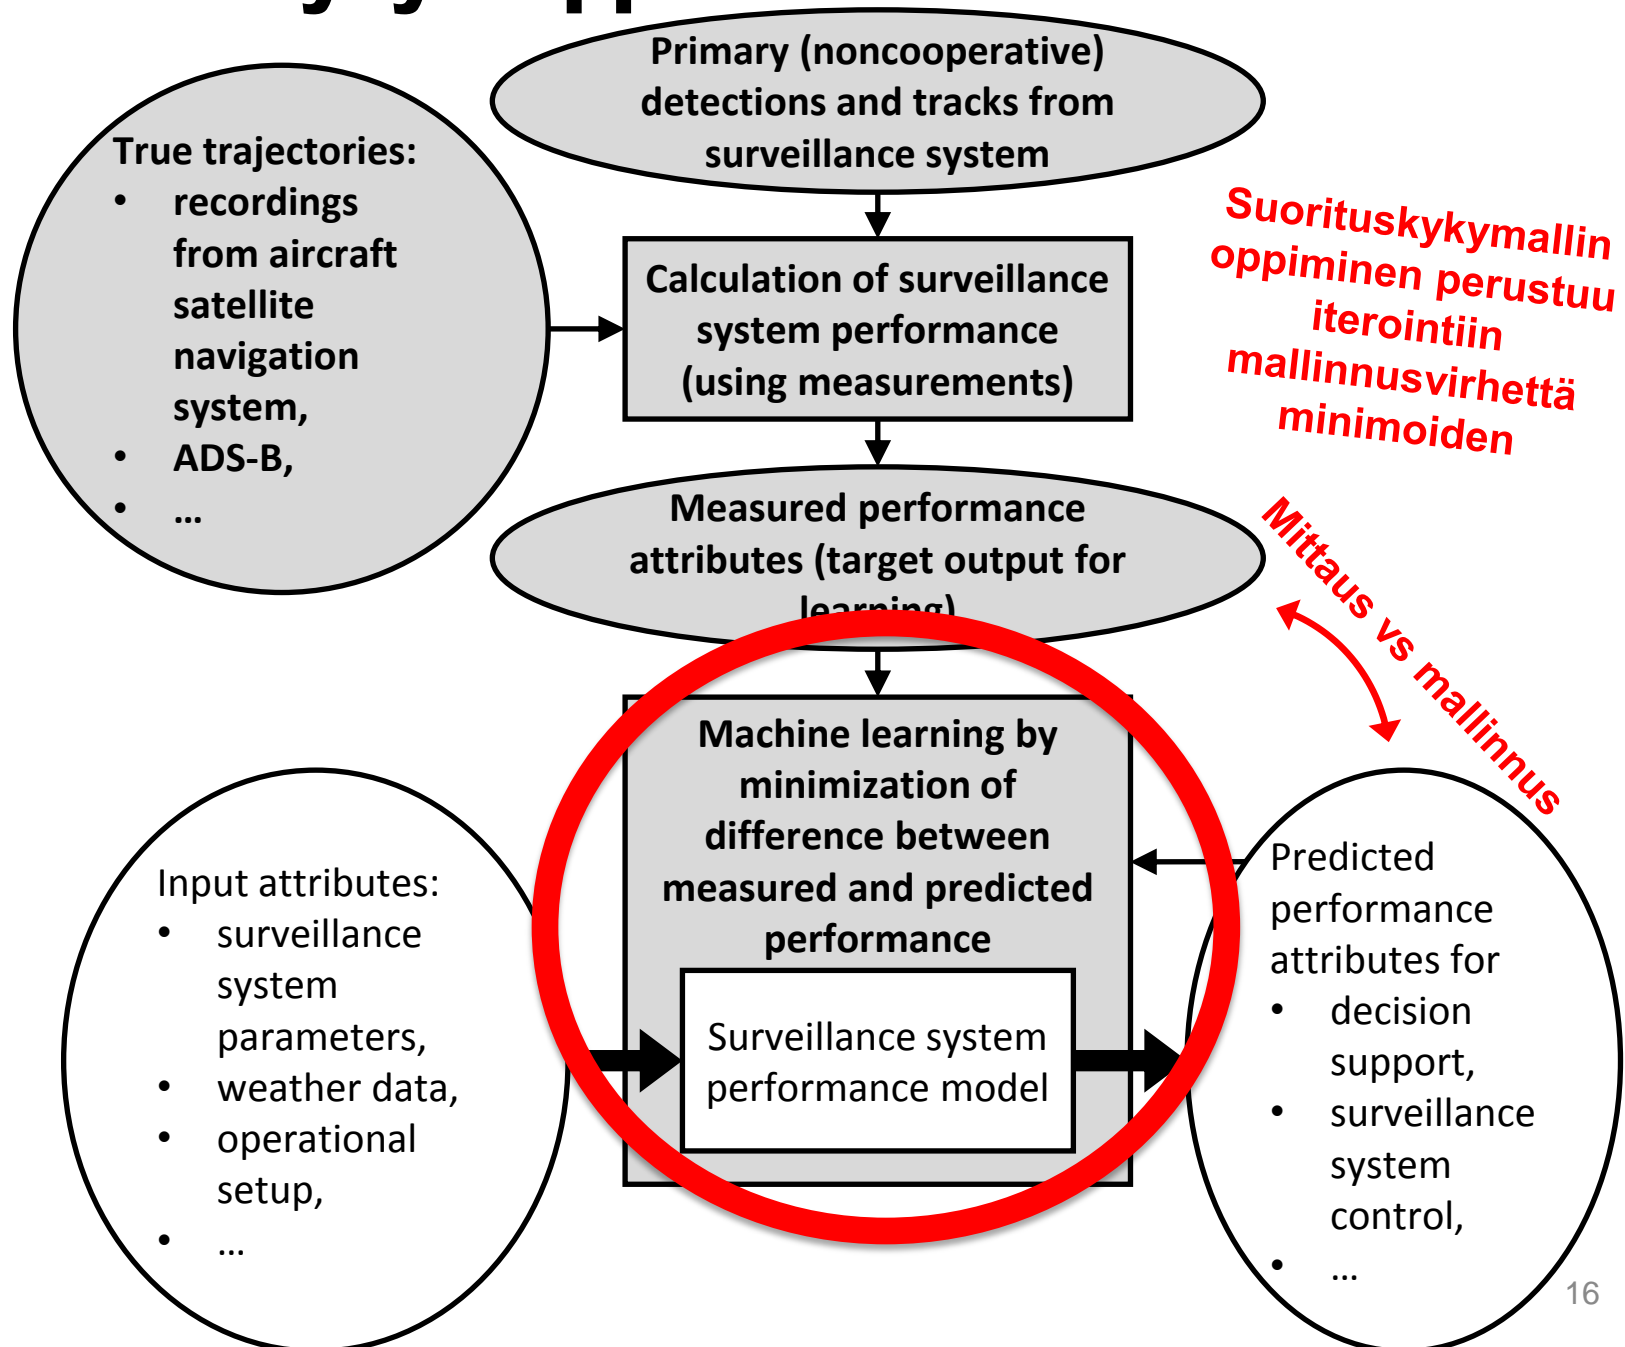 Primary (noncooperative)
detections and tracks from
surveillance system
True trajectories:
• recordings
from aircraft
satellite
navigation
system,
• ADS-B,
• ...
Calculation of surveillance
system performance
(using measurements)
Suorituskykymallin
oppiminen perustuu
iterointiin
mallinnusvirhettä
minimoiden
Measured performance
attributes (target output for
learning)
Mittaus vs mallinnus
Machine learning by
minimization of
difference between
measured and predicted
performance
Surveillance system
performance model
Input attributes:
• surveillance
system
parameters,
• weather data,
• operational
setup,
• ...
Predicted
performance
attributes for
• decision
support,
• surveillance
system
control,
• ...
16